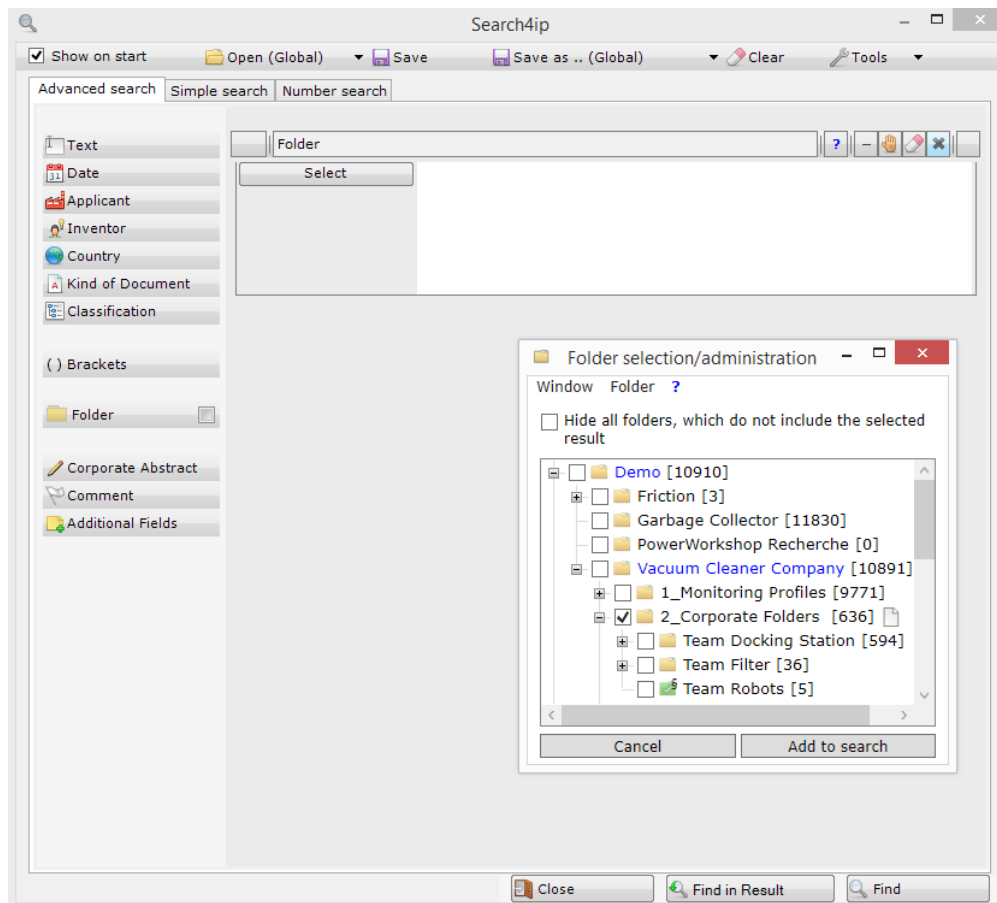 Search4ip
Show on start Open (Global) Save Save as .. (Global) Clear Tools
Advanced search Simple search Number search
Text
Date
Applicant
Inventor
Country
Kind of Document
Classification
( ) Brackets
Folder
Corporate Abstract
Comment
Additional Fields
Folder ?
Select
Folder selection/administration
Window Folder ?
Hide all folders, which do not include the selected
result
Demo [10910]
Friction [3]
Garbage Collector [11830]
PowerWorkshop Recherche [0]
Vacuum Cleaner Company [10891]
1_Monitoring Profiles [9771]
2_Corporate Folders [636]
Team Docking Station [594]
Team Filter [36]
Team Robots [5]
Cancel Add to search
Close Find in Result Find